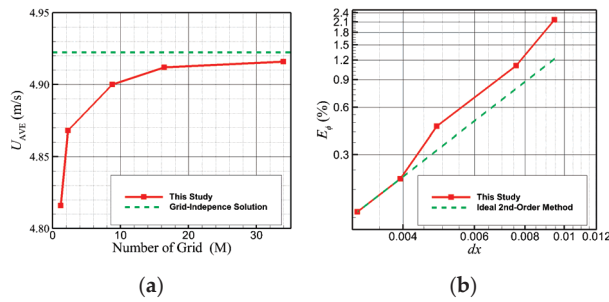 4.95
4.90
4.85
4.80
U_AVE (m/s)
This Study
Grid-Indepence Solution
0 10 20 30
Number of Grid (M)
(a)
2.4
2.1
1.8
1.5
1.2
0.9
0.6
0.3
E_ϕ (%)
This Study
Ideal 2nd-Order Method
0.004 0.006 0.008 0.01 0.012
dx
(b)